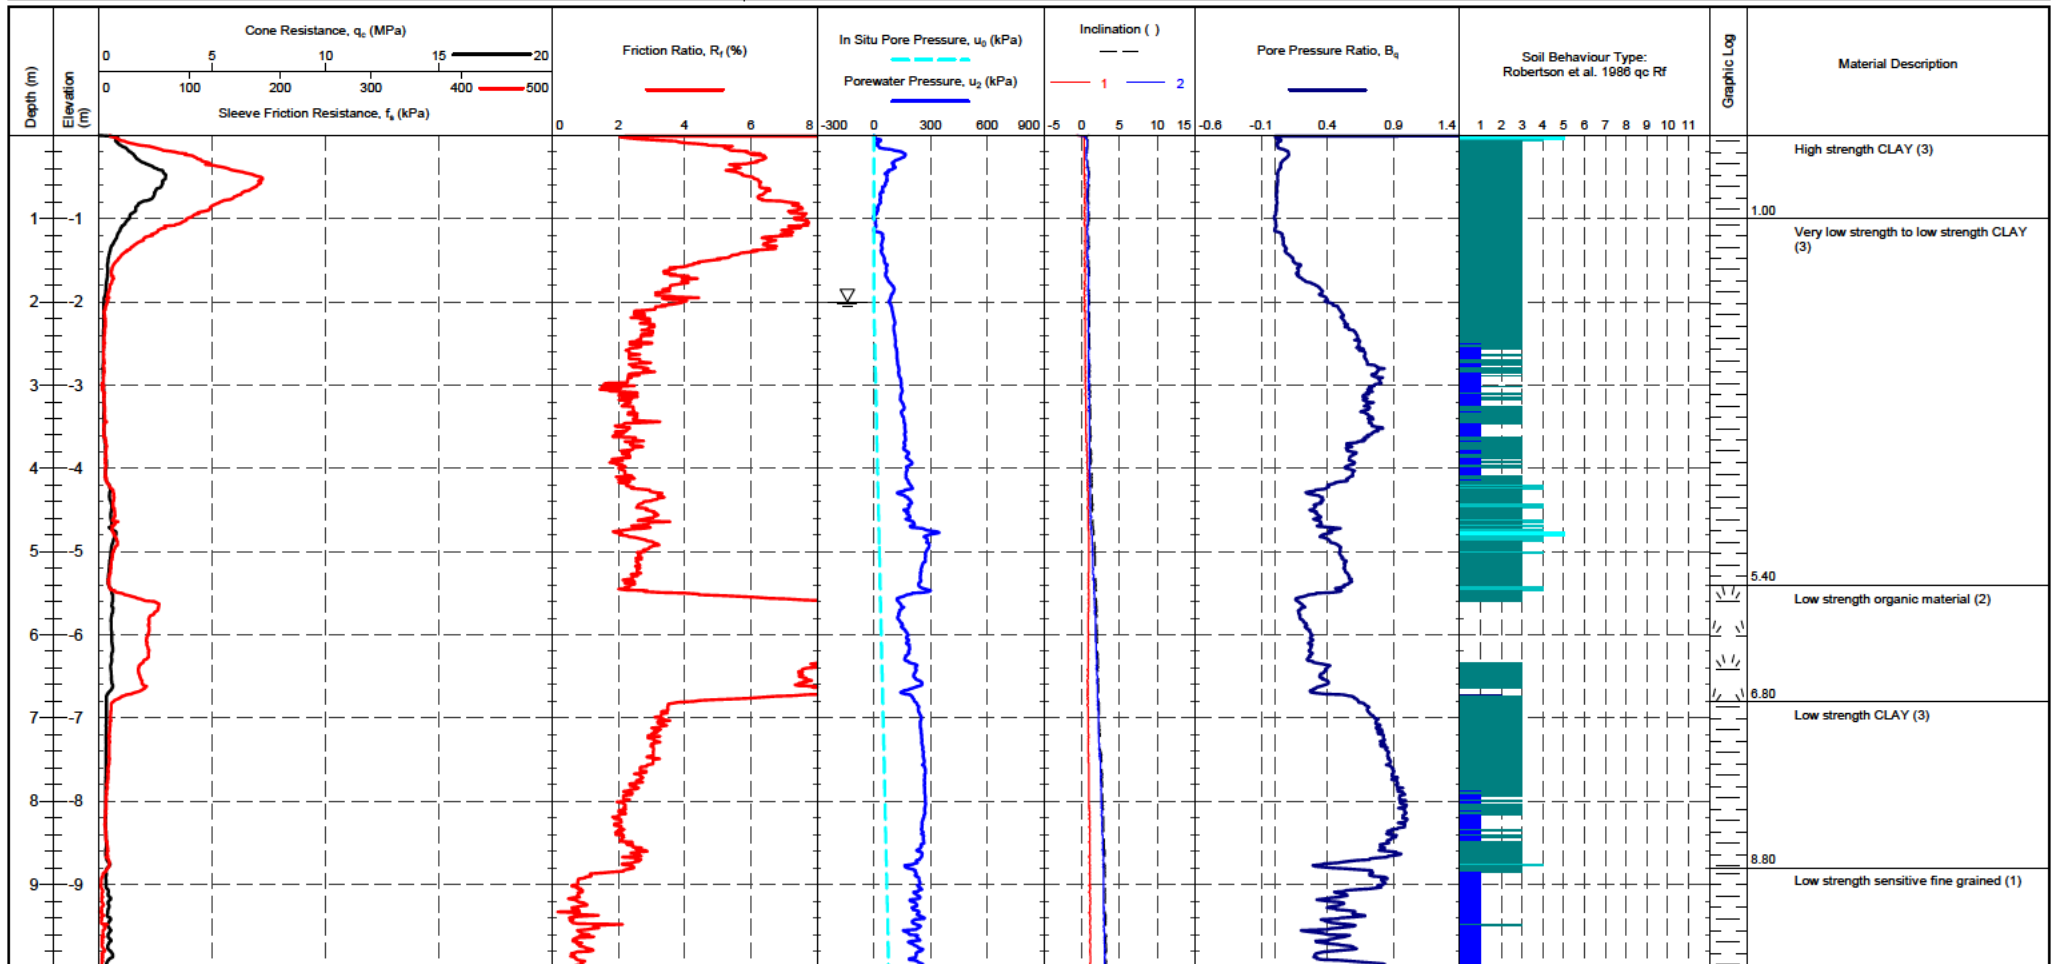 Depth (m)
Elevation (m)
Cone Resistance, qc (MPa)
0 5 10 15 20
0 100 200 300 400 500
Sleeve Friction Resistance, fs (kPa)
Friction Ratio, Rf (%)
0 2 4 6 8
In Situ Pore Pressure, u0 (kPa)
Porewater Pressure, u2 (kPa)
-300 0 300 600 900
Inclination ( )
1 2
-5 0 5 10 15
Pore Pressure Ratio, Bq
-0.6 -0.1 0.4 0.9 1.4
Soil Behaviour Type:
Robertson et al. 1986 qc Rf
1 2 3 4 5 6 7 8 9 10 11
Graphic Log
Material Description
High strength CLAY (3)
1 -1
1.00
Very low strength to low strength CLAY
(3)
2 -2
3 -3
4 -4
5 -5
5.40
Low strength organic material (2)
6 -6
6.80
Low strength CLAY (3)
7 -7
8 -8
8.80
Low strength sensitive fine grained (1)
9 -9